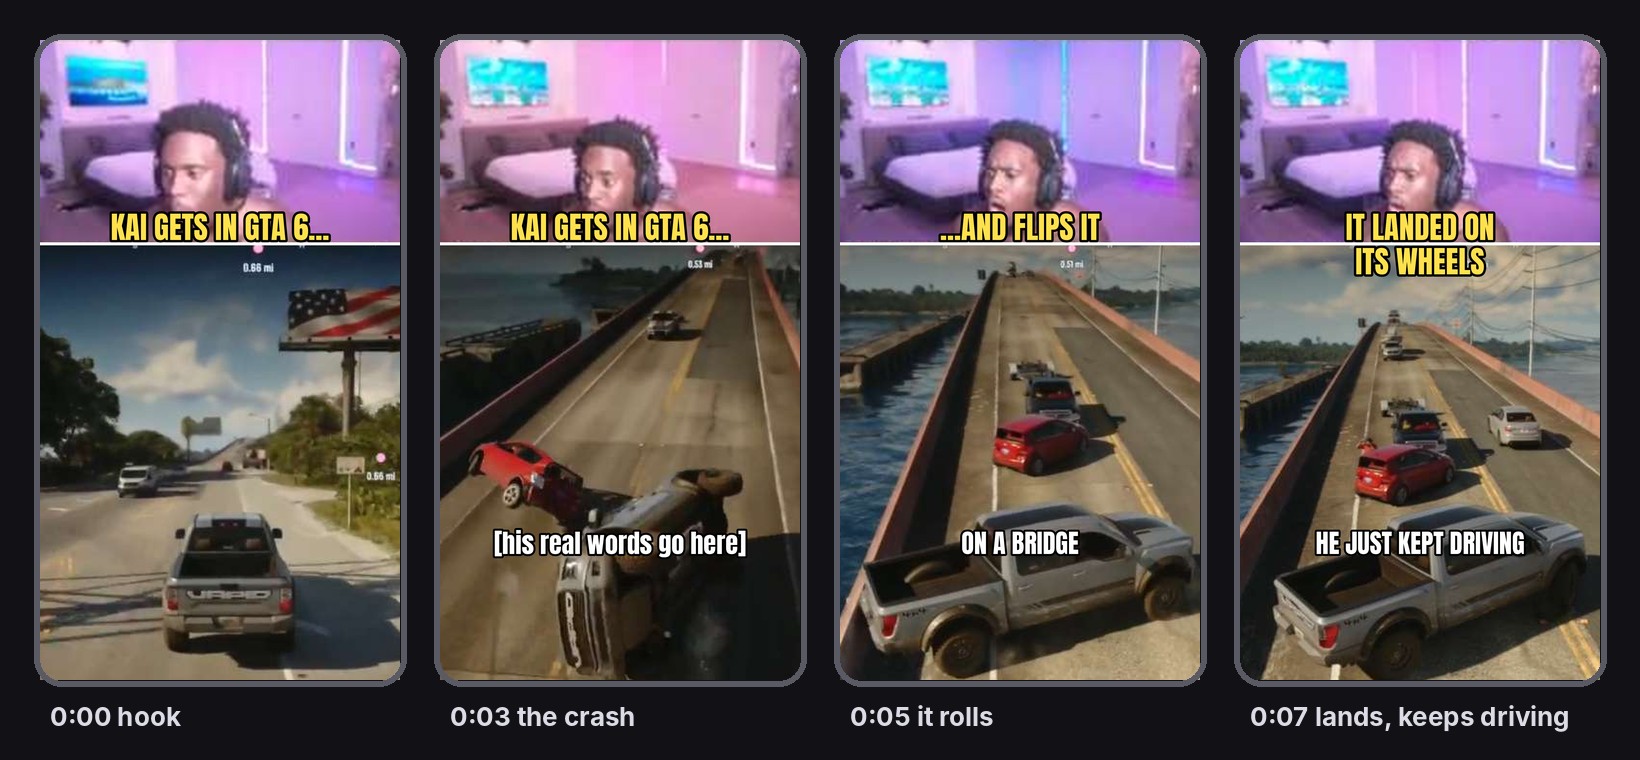 KAI GETS IN GTA 6...
0.66 mi
0.66 mi
0:00 hook
KAI GETS IN GTA 6...
0.53 mi
[his real words go here]
0:03 the crash
...AND FLIPS IT
0.51 mi
ON A BRIDGE
4x4
0:05 it rolls
IT LANDED ON
ITS WHEELS
HE JUST KEPT DRIVING
4x4
0:07 lands, keeps driving